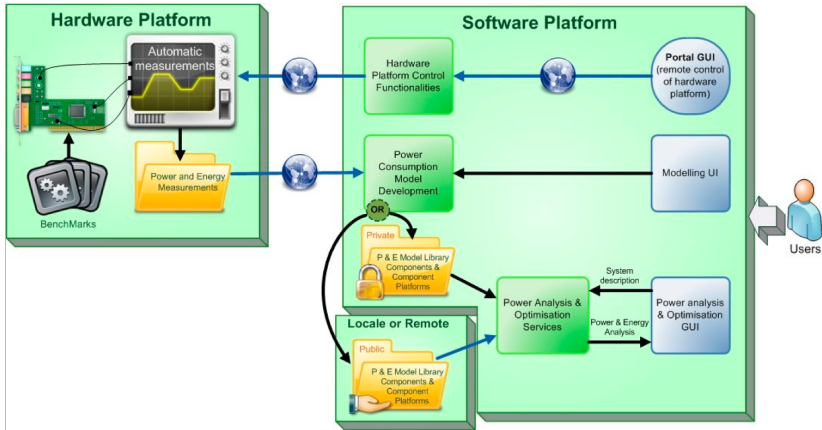 Hardware Platform
Automatic
measurements
Power and Energy
Measurements
BenchMarks
Software Platform
Hardware
Platform Control
Functionalities
Portal GUI
(remote control
of hardware
platform)
Power
Consumption
Model
Development
Modelling UI
OR
Private
P & E Model Library
Components &
Component
Platforms
Power Analysis &
Optimisation
Services
System
description
Power & Energy
Analysis
Power analysis
& Optimisation
GUI
Users
Locale or Remote
Public
P & E Model Library
Components &
Component
Platforms